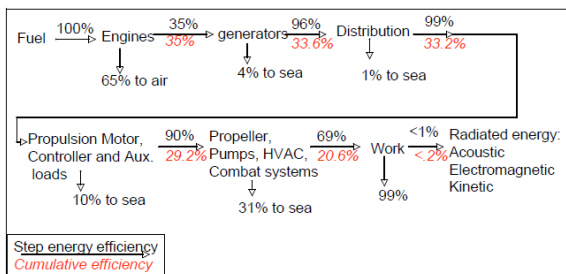 Fuel 100% Engines 35% generators 96% Distribution 99%
35% 33.6% 33.2%
65% to air
4% to sea
1% to sea
Propulsion Motor,
Controller and Aux.
loads
90%
29.2%
Propeller,
Pumps, HVAC,
Combat systems
69%
20.6%
Work
<1%
<.2%
Radiated energy:
Acoustic
Electromagnetic
Kinetic
10% to sea
31% to sea
99%
Step energy efficiency
Cumulative efficiency